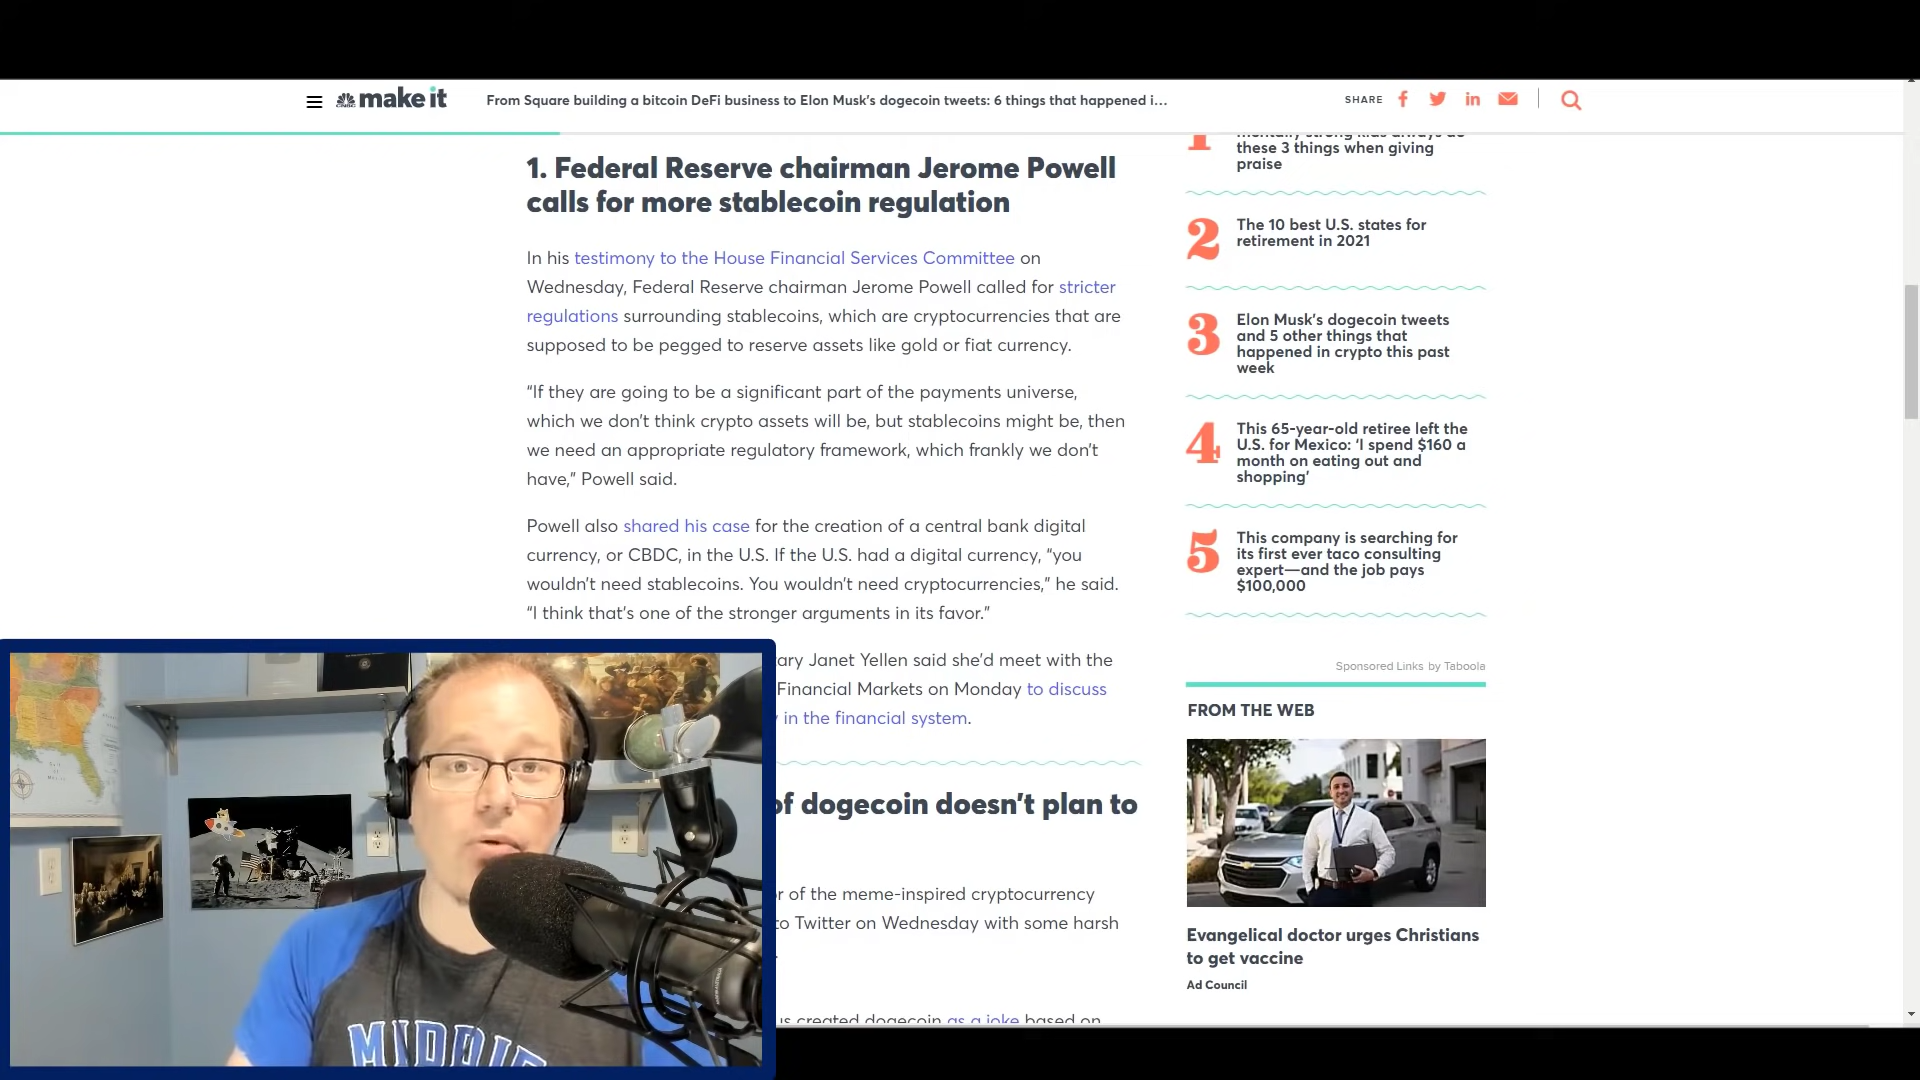 make it
From Square building a bitcoin DeFi business to Elon Musk's dogecoin tweets: 6 things that happened i...
SHARE
1. Federal Reserve chairman Jerome Powell
calls for more stablecoin regulation
In his testimony to the House Financial Services Committee on
Wednesday, Federal Reserve chairman Jerome Powell called for stricter
regulations surrounding stablecoins, which are cryptocurrencies that are
supposed to be pegged to reserve assets like gold or fiat currency.
“If they are going to be a significant part of the payments universe,
which we don't think crypto assets will be, but stablecoins might be, then
we need an appropriate regulatory framework, which frankly we don't
have,” Powell said.
Powell also shared his case for the creation of a central bank digital
currency, or CBDC, in the U.S. If the U.S. had a digital currency, “you
wouldn't need stablecoins. You wouldn't need cryptocurrencies,” he said.
“I think that's one of the stronger arguments in its favor.”
ary Janet Yellen said she'd meet with the
Financial Markets on Monday to discuss
y in the financial system.
of dogecoin doesn't plan to
r of the meme-inspired cryptocurrency
to Twitter on Wednesday with some harsh
us created dogecoin as a joke based on
1
mentally strong kids always do
these 3 things when giving
praise
2
The 10 best U.S. states for
retirement in 2021
3
Elon Musk's dogecoin tweets
and 5 other things that
happened in crypto this past
week
4
This 65-year-old retiree left the
U.S. for Mexico: ‘I spend $160 a
month on eating out and
shopping’
5
This company is searching for
its first ever taco consulting
expert—and the job pays
$100,000
Sponsored Links by Taboola
FROM THE WEB
Evangelical doctor urges Christians
to get vaccine
Ad Council